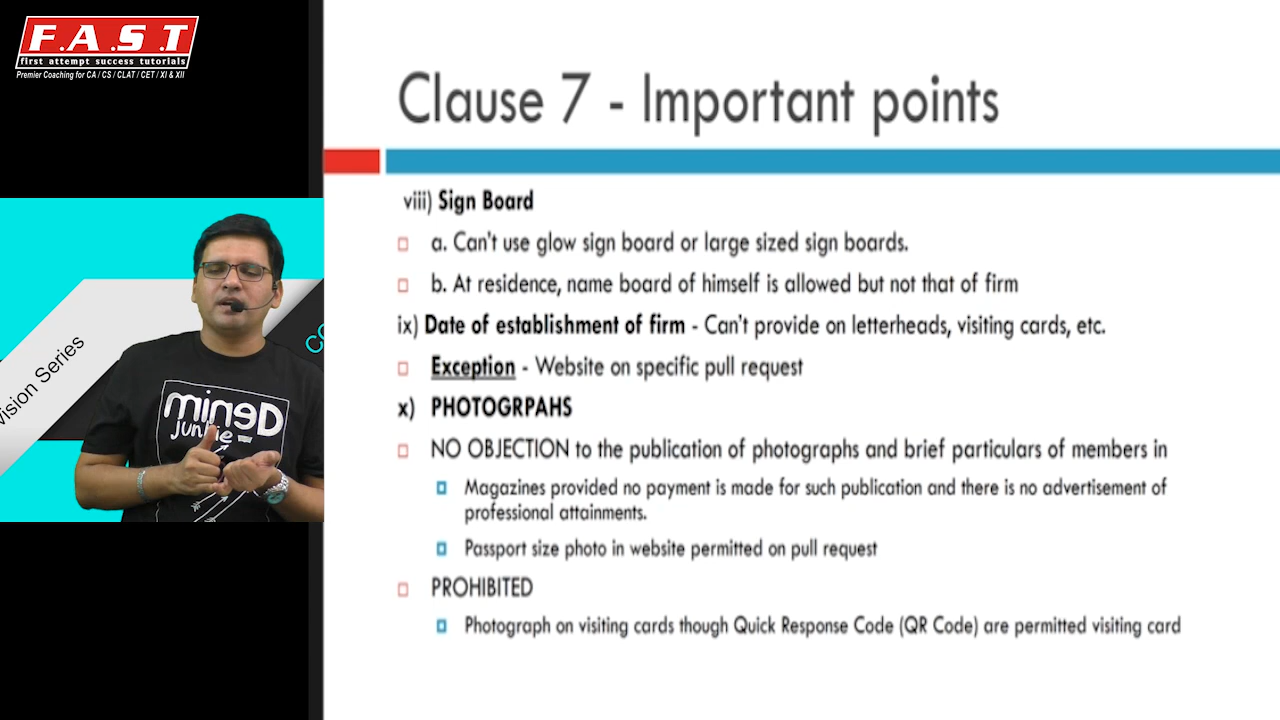 F.A.S.T
first attempt success tutorials
Premier Coaching for CA / CS / CLAT / CET / XI & XII
Clause 7 - Important points
viii) Sign Board
a. Can't use glow sign board or large sized sign boards.
b. At residence, name board of himself is allowed but not that of firm
ix) Date of establishment of firm - Can't provide on letterheads, visiting cards, etc.
Exception - Website on specific pull request
x) PHOTOGRPAHS
NO OBJECTION to the publication of photographs and brief particulars of members in
Magazines provided no payment is made for such publication and there is no advertisement of
professional attainments.
Passport size photo in website permitted on pull request
PROHIBITED
Photograph on visiting cards though Quick Response Code (QR Code) are permitted visiting card
vision Series
CO
mineD
junkie